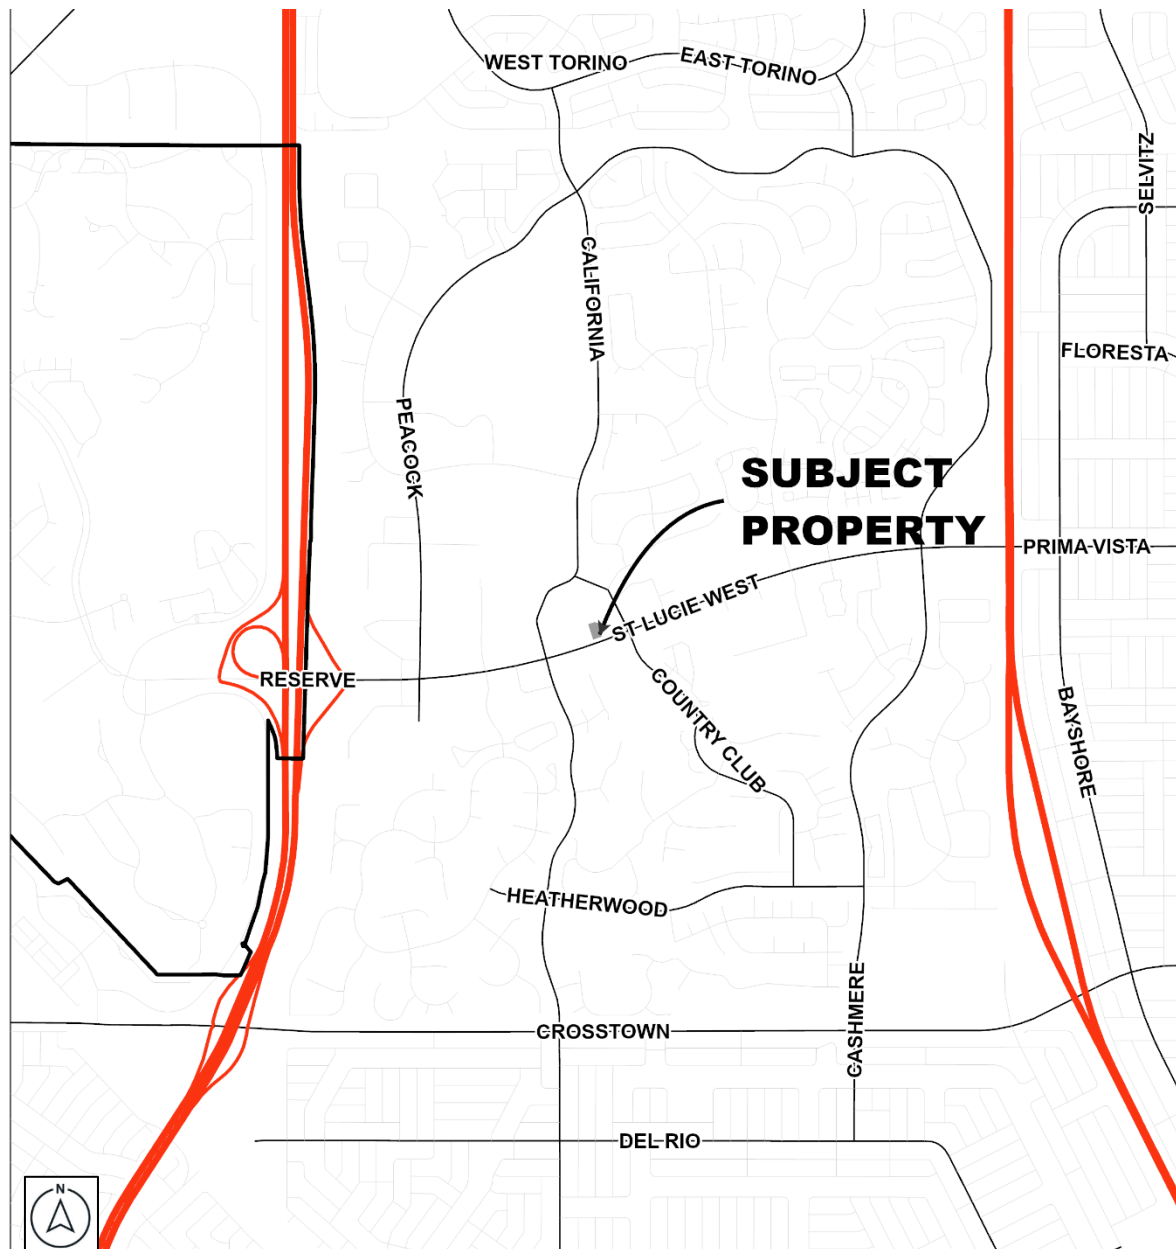 WEST TORINO
EAST TORINO
SELVITZ
CALIFORNIA
FLORESTA
PEACOCK
SUBJECT
PROPERTY
PRIMA VISTA
ST LUCIE WEST
RESERVE
COUNTRY CLUB
BAYSHORE
HEATHERWOOD
CASHMERE
CROSSTOWN
DEL RIO
N